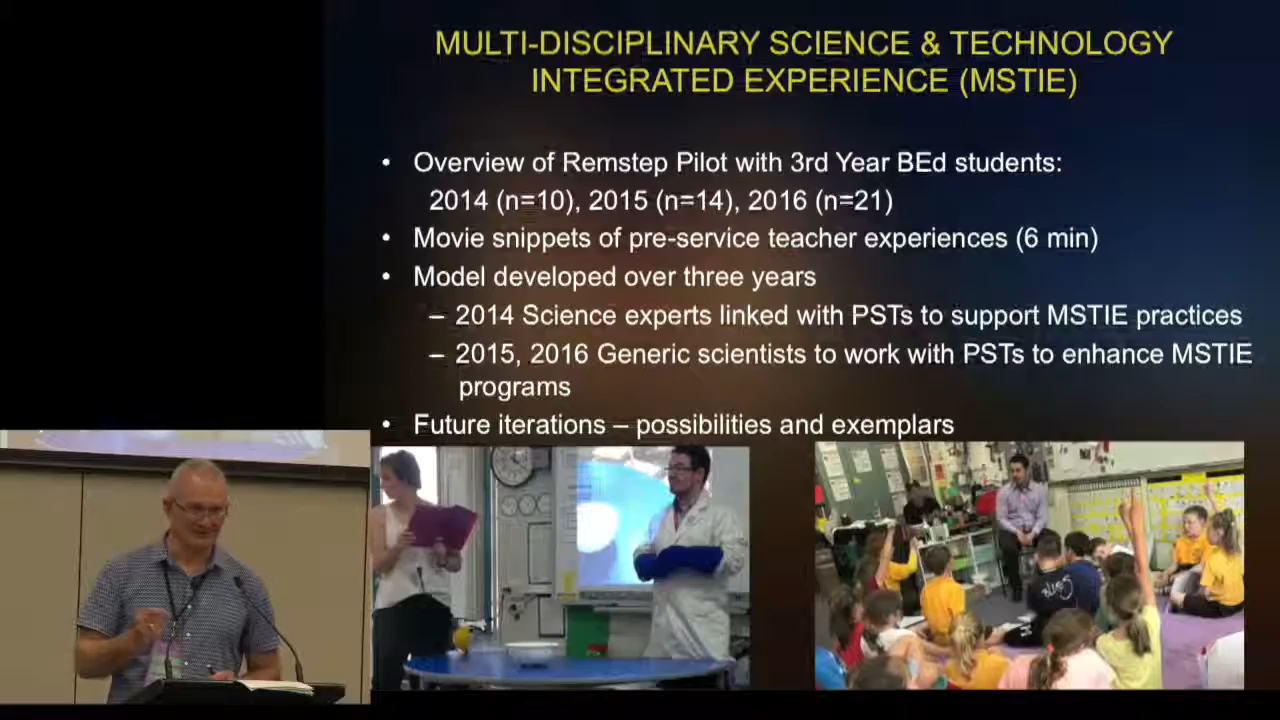 MULTI-DISCIPLINARY SCIENCE & TECHNOLOGY
INTEGRATED EXPERIENCE (MSTIE)
• Overview of Remstep Pilot with 3rd Year BEd students:
2014 (n=10), 2015 (n=14), 2016 (n=21)
• Movie snippets of pre-service teacher experiences (6 min)
• Model developed over three years
– 2014 Science experts linked with PSTs to support MSTIE practices
– 2015, 2016 Generic scientists to work with PSTs to enhance MSTIE
programs
• Future iterations – possibilities and exemplars